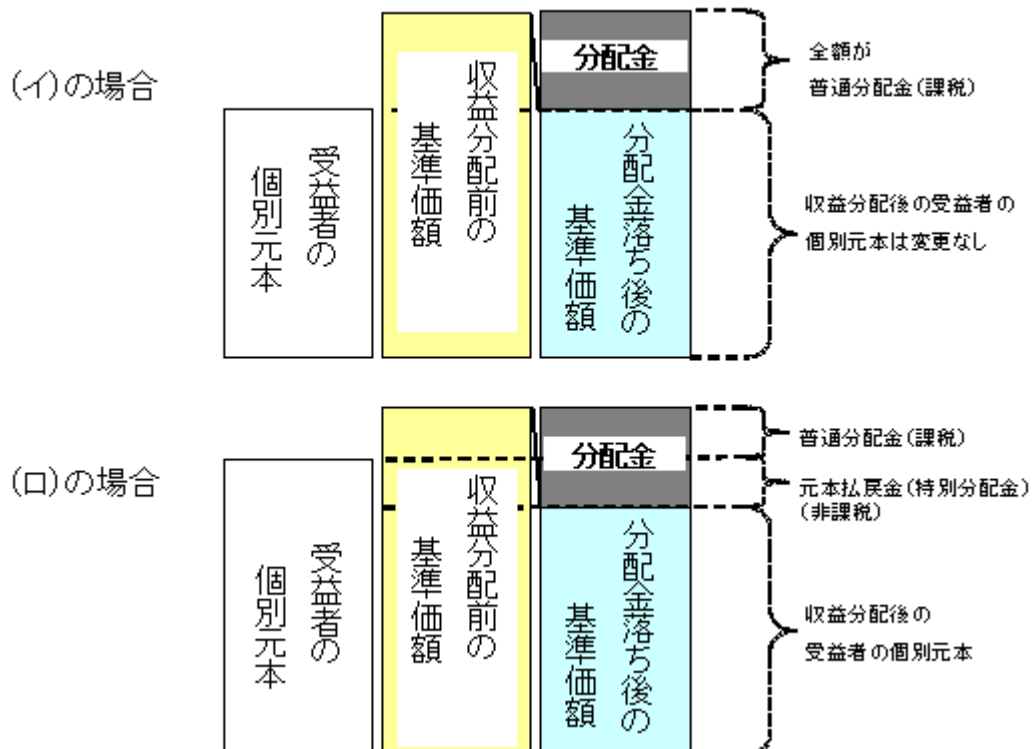 (イ)の場合
受益者の
個別元本
収益分配前の
基準価額
分配金
分配金落ち後の
基準価額
全額が
普通分配金(課税)
収益分配後の受益者の
個別元本は変更なし
(ロ)の場合
受益者の
個別元本
収益分配前の
基準価額
分配金
分配金落ち後の
基準価額
普通分配金(課税)
元本払戻金(特別分配金)
(非課税)
収益分配後の
受益者の個別元本